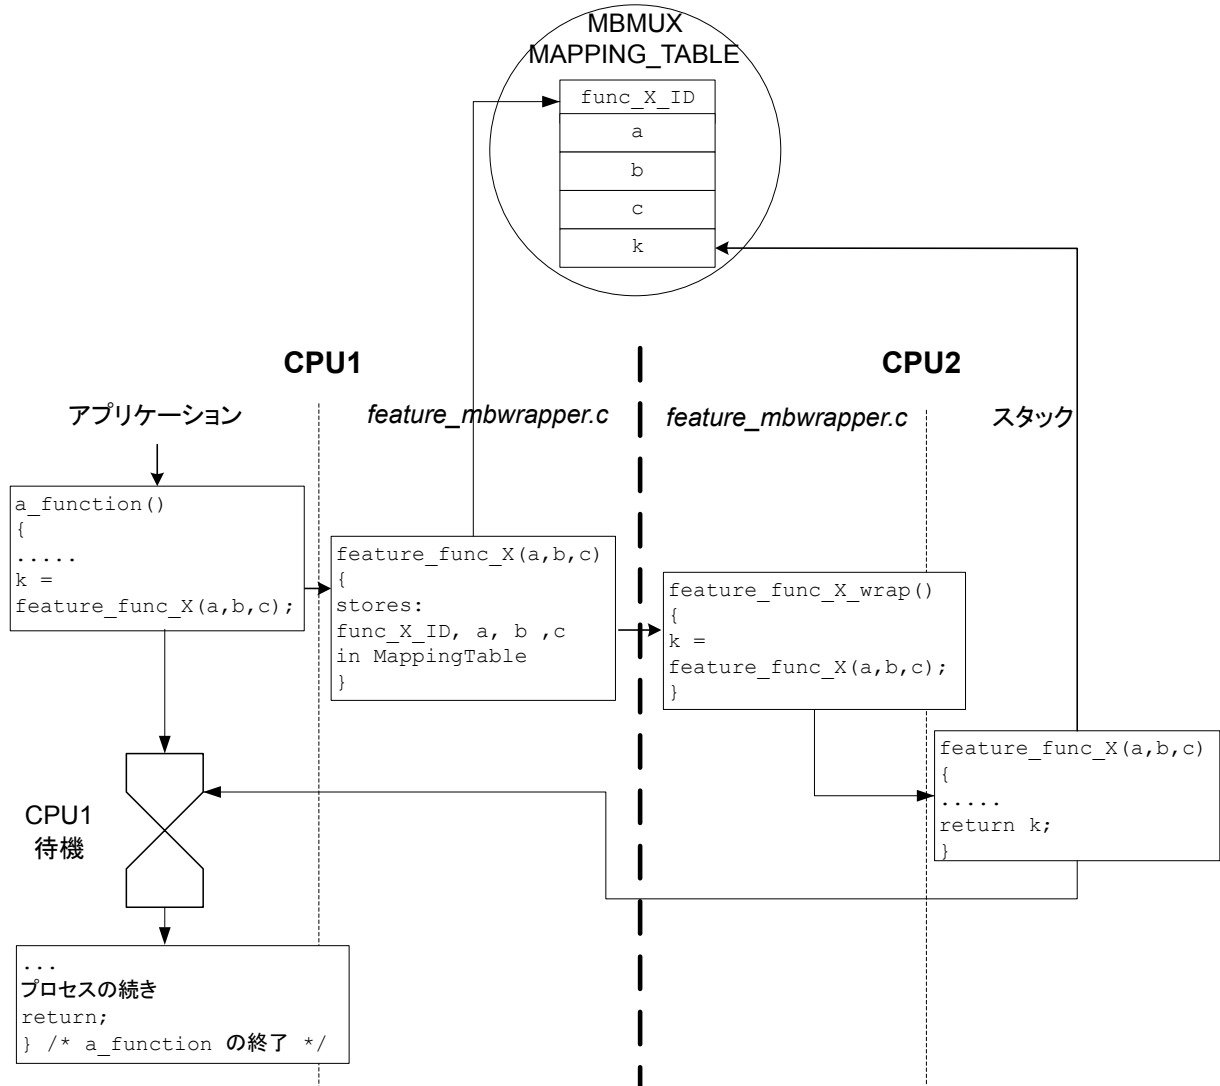 MBMUX
MAPPING_TABLE
func_X_ID
a
b
c
k
CPU1
CPU2
アプリケーション
feature_mbwrapper.c
feature_mbwrapper.c
スタック
a_function()
{
.....
k =
feature_func_X(a,b,c);
feature_func_X(a,b,c)
{
stores:
func_X_ID, a, b ,c
in MappingTable
}
feature_func_X_wrap()
{
k =
feature_func_X(a,b,c);
}
feature_func_X(a,b,c)
{
.....
return k;
}
CPU1
待機
...
プロセスの続き
return;
} /* a_function の終了 */